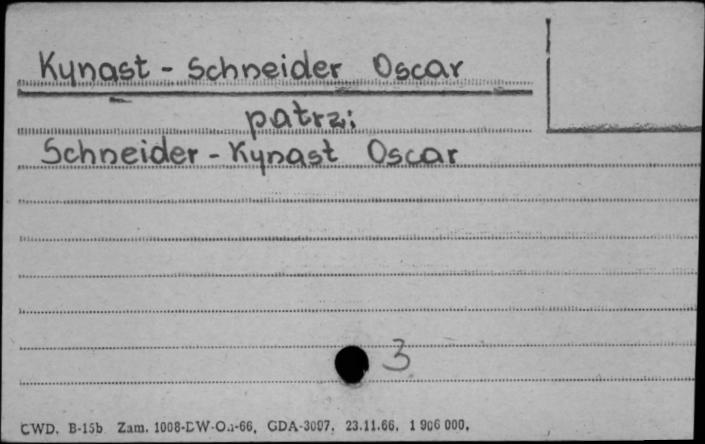 Kynast - Schneider Oscar
patrz:
Schneider - Kynast Oscar
3
CWD. B-15b Zam. 1008-DW-O.-66, GDA-3007. 23.11.66. 1 906 000,